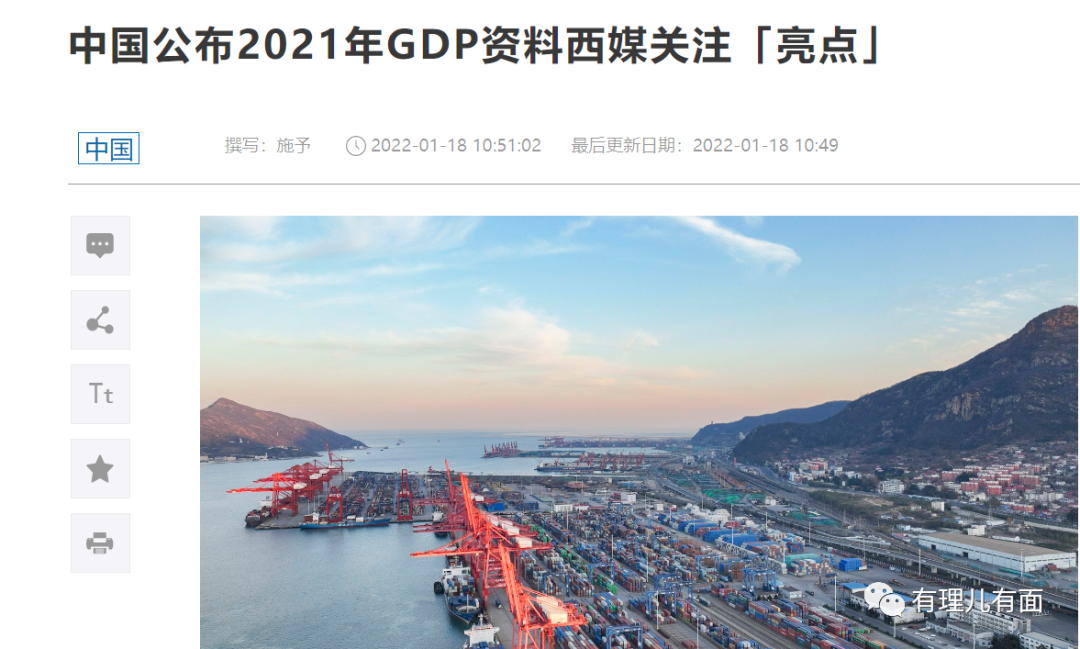 中国公布2021年GDP资料西媒关注「亮点」
中国
撰写：施予
2022-01-18 10:51:02
最后更新日期：2022-01-18 10:49
Tt
有理儿有面